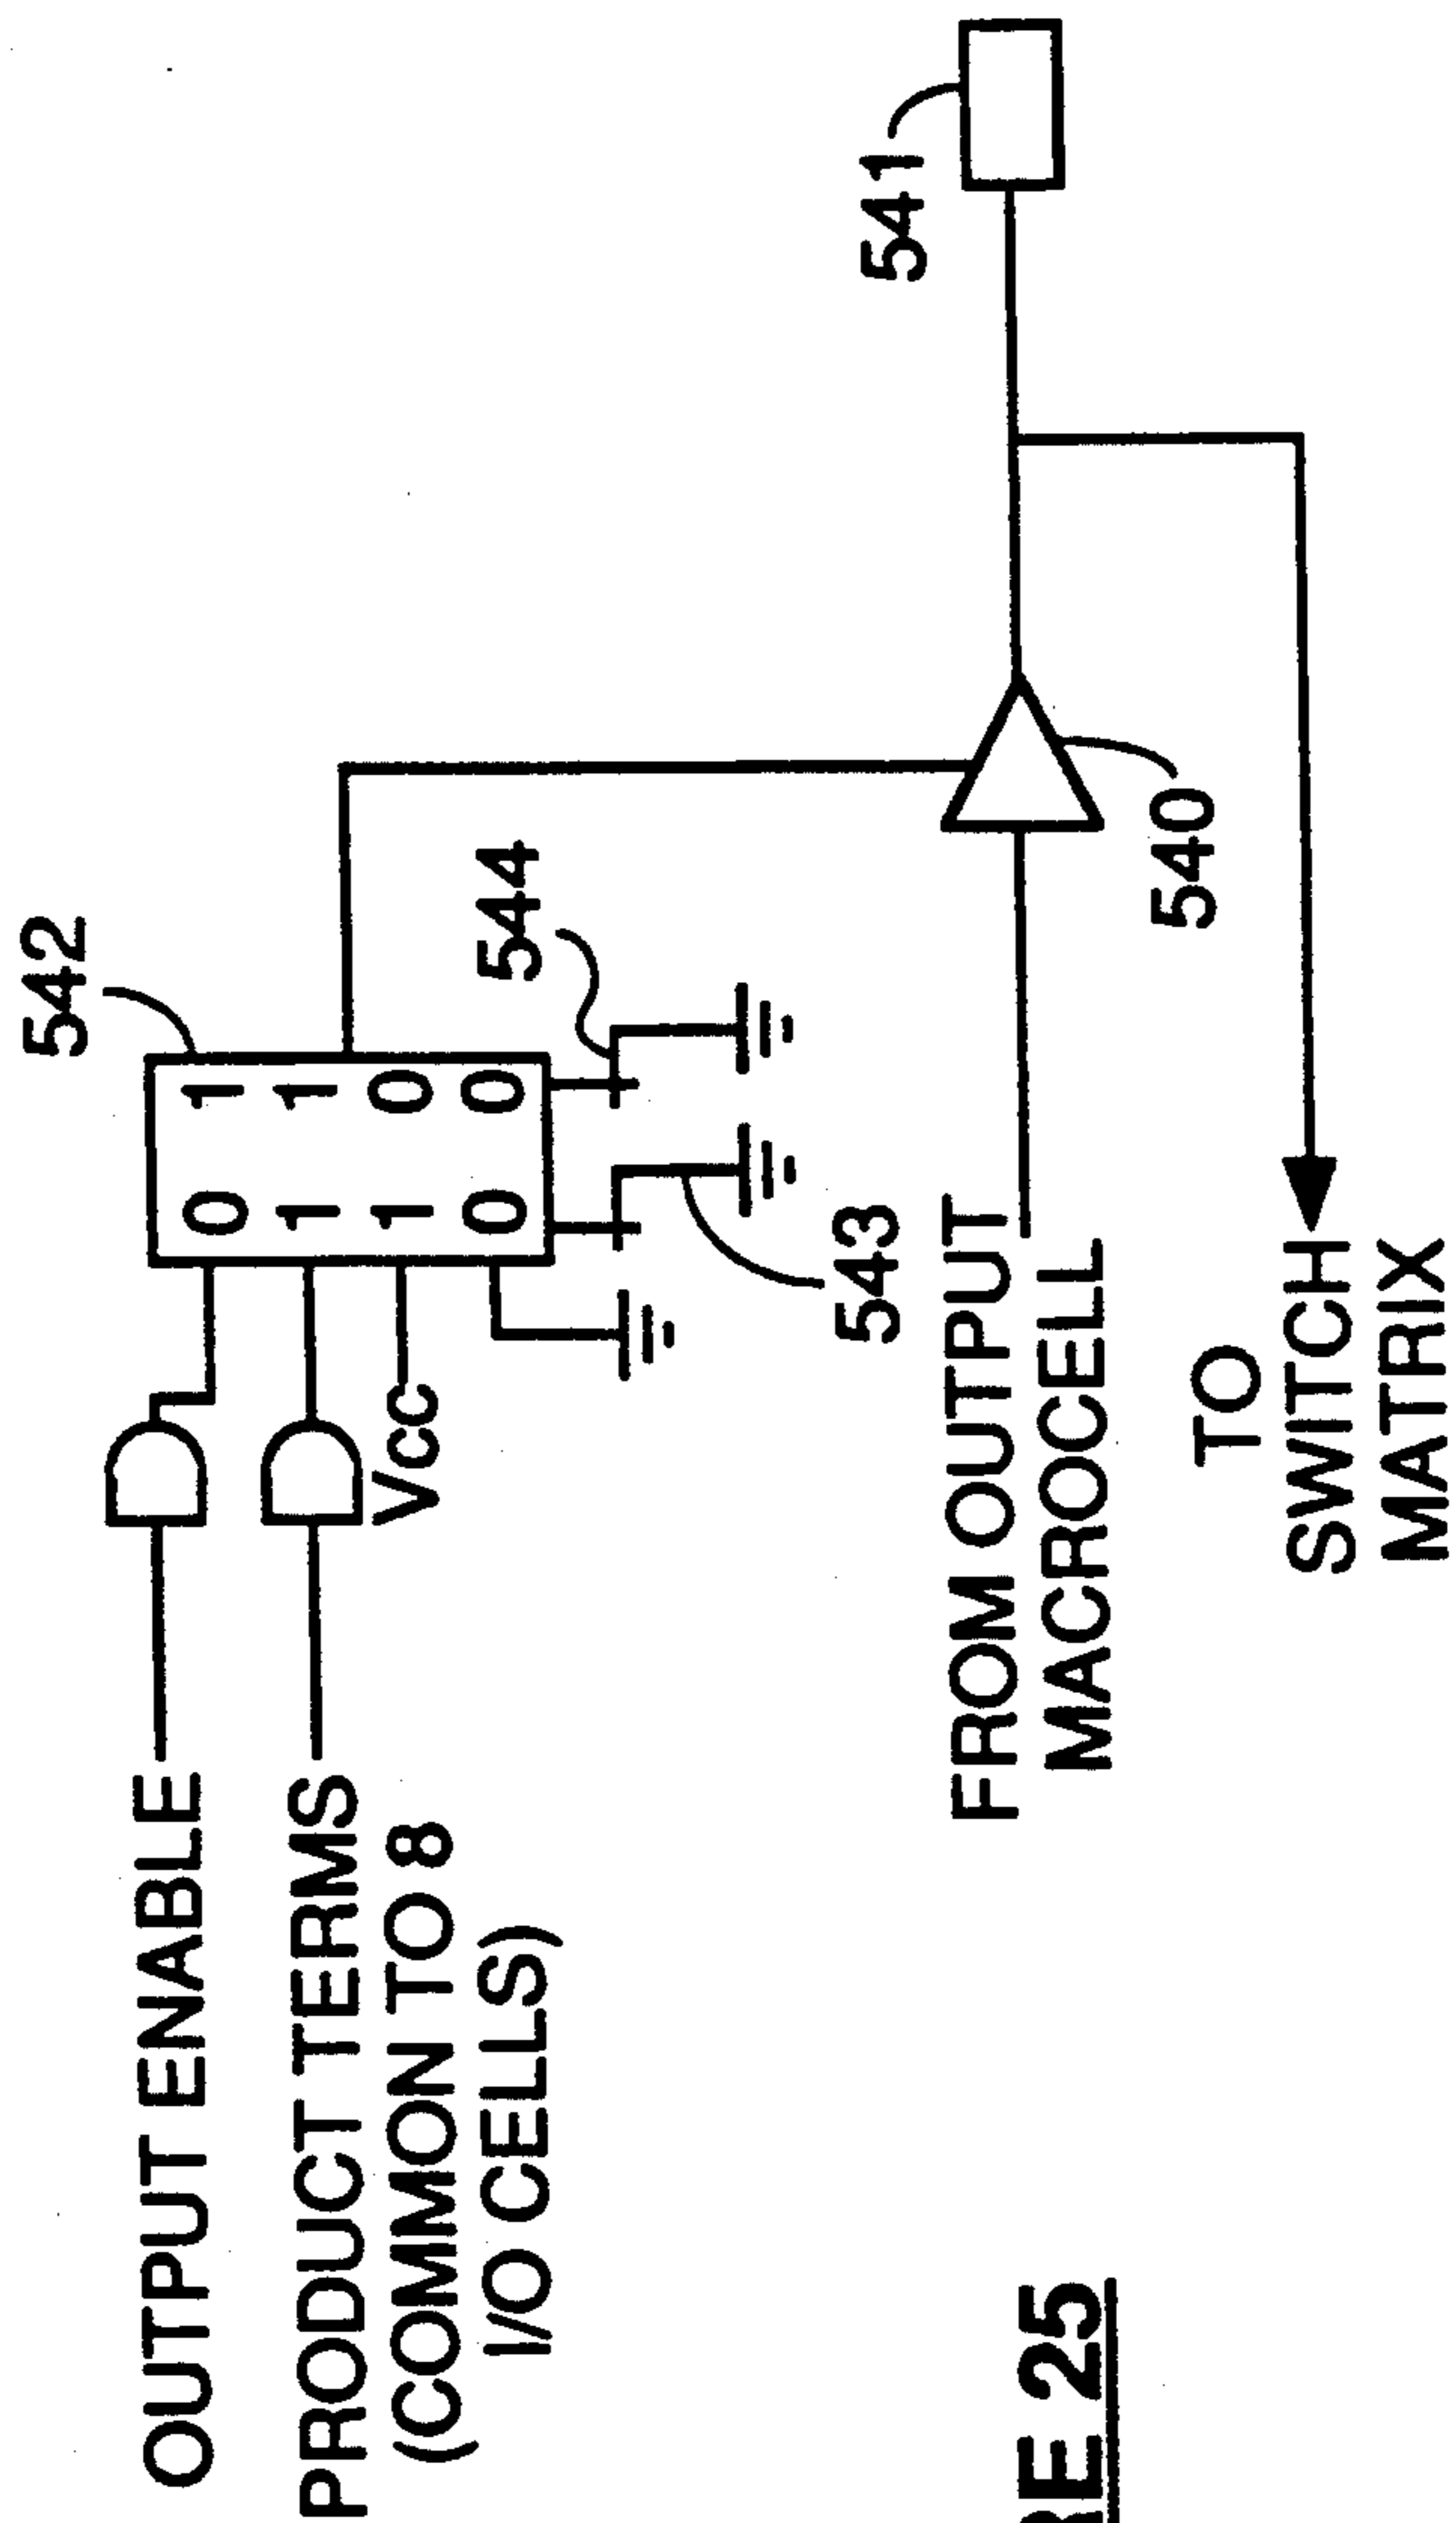 542
OUTPUT ENABLE
0 1
PRODUCT TERMS
1 1
(COMMON TO 8
Vcc
1 0
I/O CELLS)
0 0
544
543
541
FROM OUTPUT
MACROCELL
540
TO
SWITCH
MATRIX
RE 25